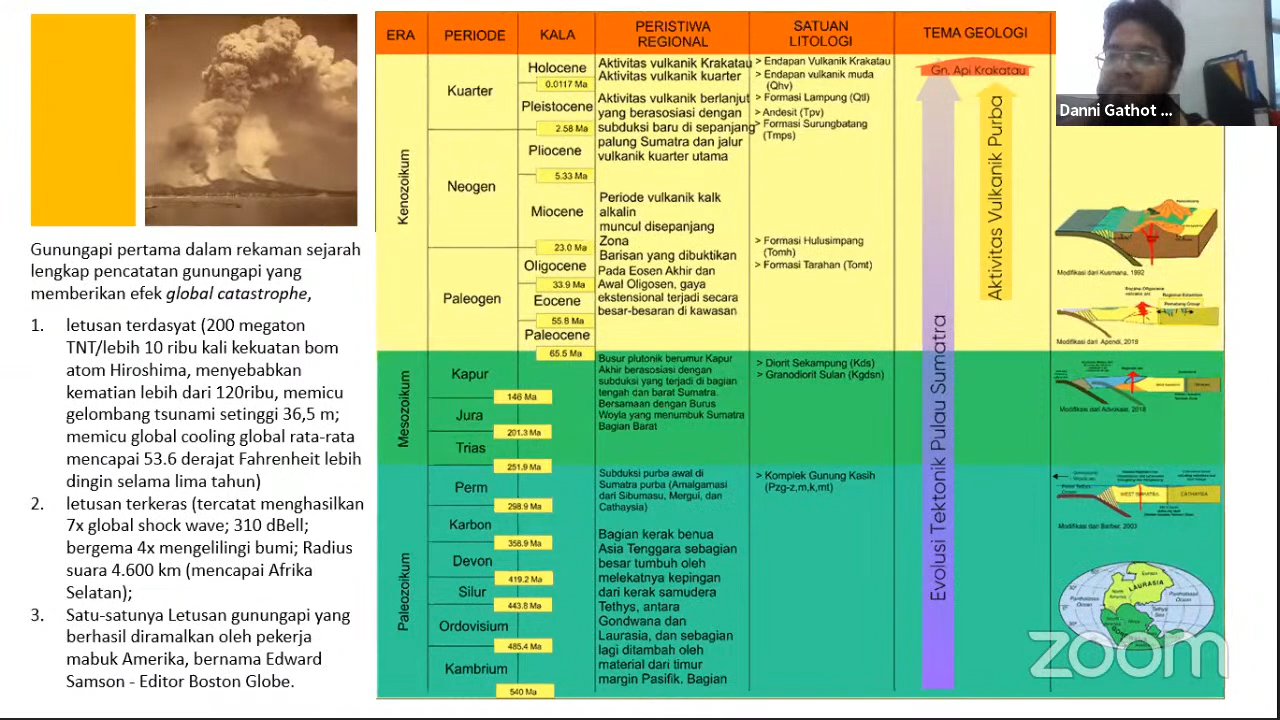 Gunungapi pertama dalam rekaman sejarah
lengkap,pencatatan gunungapi yang
memberikan efek global catastrophe,
1. letusan terdasyat (200 megaton
TNT/lebih 10 ribu kali kekuatan bom
atom Hiroshima, menyebabkan
kematian lebih dari 120ribu, memicu
gelombang tsunami setinggi 36,5 m;
memicu global cooling global rata-rata
mencapai 53.6 derajat Fahrenheit lebih
dingin selama lima tahun)
2. letusan terkeras (tercatat menghasilkan
7x global shock wave; 310 dBell;
bergema 4x mengelilingi bumi; Radius
suara 4.600 km (mencapai Afrika
Selatan);
3. Satu-satunya Letusan gunungapi yang
berhasil diramalkan oleh pekerja
mabuk Amerika, bernama Edward
Samson - Editor Boston Globe.
ERA
PERIODE
KALA
PERISTIWA
REGIONAL
SATUAN
LITOLOGI
TEMA GEOLOGI
Kenozoikum
Mesozoikum
Paleozoikum
Kuarter
Neogen
Paleogen
Kapur
Jura
Trias
Perm
Karbon
Devon
Silur
Ordovisium
Kambrium
Holocene
0.0117 Ma
Pleistocene
2.58 Ma
Pliocene
5.33 Ma
Miocene
23.0 Ma
Oligocene
33.9 Ma
Eocene
55.8 Ma
Paleocene
65.5 Ma
146 Ma
201.3 Ma
251.9 Ma
298.9 Ma
358.9 Ma
419.2 Ma
443.8 Ma
485.4 Ma
540 Ma
Aktivitas vulkanik Krakatau
Aktivitas vulkanik kuarter
Aktivitas vulkanik berlanjut
yang berasosiasi dengan
subduksi baru di sepanjang
palung Sumatra dan jalur
vulkanik kuarter utama
Periode vulkanik kalk
alkalin
muncul disepanjang
Zona
Barisan yang dibuktikan
Pada Eosen Akhir dan
Awal Oligosen, gaya
ekstensional terjadi secara
besar-besaran di kawasan
Busur plutonik berumur Kapur
Akhir berasosiasi dengan
subduksi yang terjadi di bagian
tengah dan barat Sumatra.
Bersamaan dengan Burus
Woyla yang menumbuk Sumatra
Bagian Barat
Subduksi purba awal di
Sumatra purba (Amalgamasi
dari Sibumasu, Mergui, dan
Cathaysia)
Bagian kerak benua
Asia Tenggara sebagian
besar tumbuh oleh
melekatnya kepingan
dari kerak samudera
Tethys, antara
Gondwana dan
Laurasia, dan sebagian
lagi ditambah oleh
material dari timur
margin Pasifik. Bagian
> Endapan Vulkanik Krakatau
> Endapan vulkanik muda
(Qhv)
> Formasi Lampung (Qtl)
> Andesit (Tpv)
> Formasi Surungbatang
(Tmps)
> Formasi Hulusimpang
(Tomh)
> Formasi Tarahan (Tomt)
> Diorit Sekampung (Kds)
> Granodiorit Sulan (Kgdsn)
> Komplek Gunung Kasih
(Pzg-z,m,k,mt)
Gn. Api Krakatau
Evolusi Tektonik Pulau Sumatra
Aktivitas Vulkanik Purba
Danni Gathot ...
Modifikasi dari Kusmana, 1992
Modifikasi dari Apendi, 2019
Modifikasi dari Advokaie, 2018
WEST SUMATRA
CATHAYSIA
Modifikasi dari Barber, 2003
LAURASIA
zoom